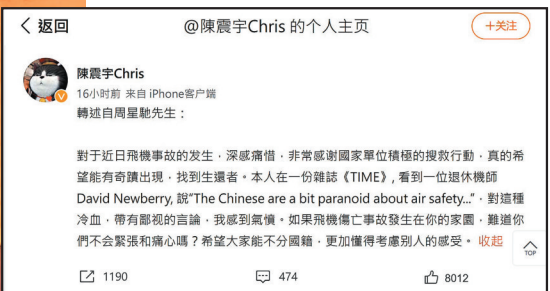 返回
@陳震宇Chris 的个人主页
+关注
陳震宇Chris
16小时前 来自 iPhone客户端
轉述自周星馳先生：
對于近日飛機事故的发生，深感痛惜，非常感谢國家單位積極的搜救行動，真的希
望能有奇蹟出現，找到生還者。本人在一份雜誌《TIME》, 看到一位退休機師
David Newberry, 說"The Chinese are a bit paranoid about air safety..."，對這種
冷血，帶有鄙视的言論，我感到氣憤。如果飛機傷亡事故發生在你的家園，難道你
們不会緊張和痛心嗎？希望大家能不分國籍，更加懂得考慮别人的感受。 收起
TOP
1190
474
8012